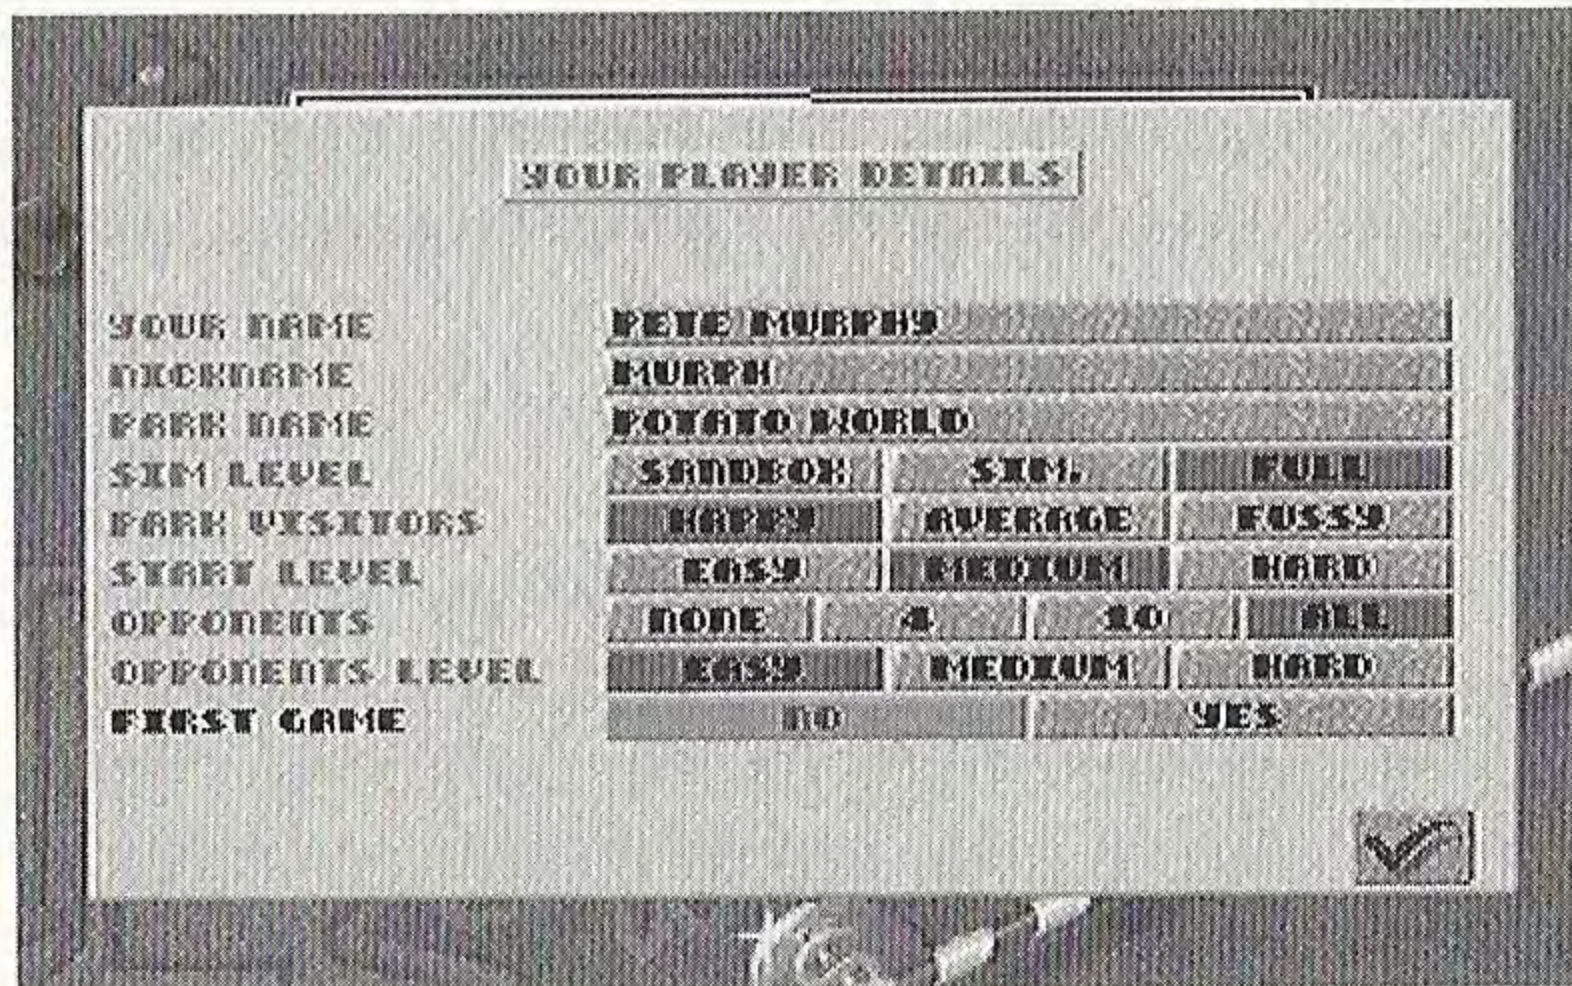 YOUR PLAYER DETAILS
YOUR NAME PETE MURPHY
NICKNAME MURPH
PARK NAME POTATO WORLD
SIM LEVEL SANDBOX SIM. FULL
PARK VISITORS HAPPY AVERAGE FUSSY
START LEVEL EASY MEDIUM HARD
OPPONENTS NONE 4 10 ALL
OPPONENTS LEVEL EASY MEDIUM HARD
FIRST GAME NO YES